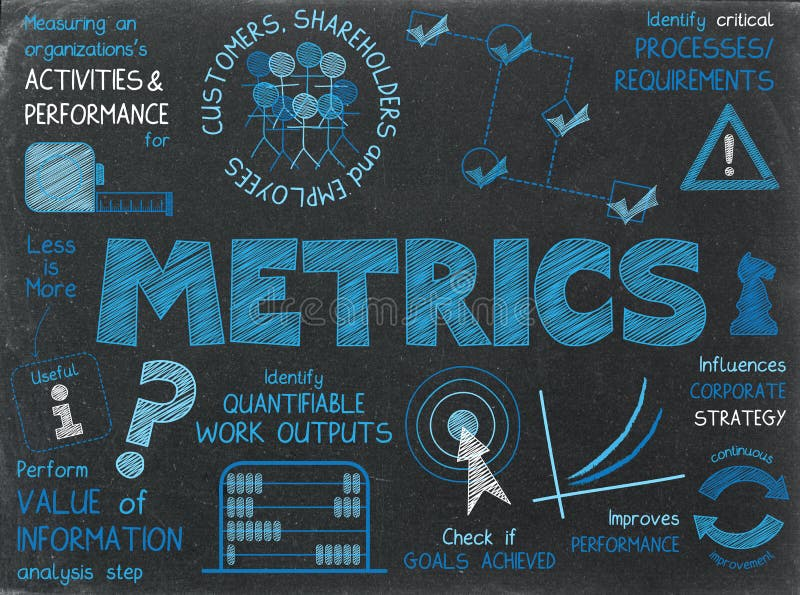 Measuring an
organizations's
ACTIVITIES &
PERFORMANCE
for
CUSTOMERS, SHAREHOLDERS
and EMPLOYEES
Identify critical
PROCESSES/
REQUIREMENTS
!
Less
is
More
METRICS
Useful
i
?
Identify
QUANTIFIABLE
WORK OUTPUTS
Influences
CORPORATE
STRATEGY
Perform
VALUE of
INFORMATION
analysis step
Check if
GOALS ACHIEVED
Improves
PERFORMANCE
continuous
improvement
dreamstime.com